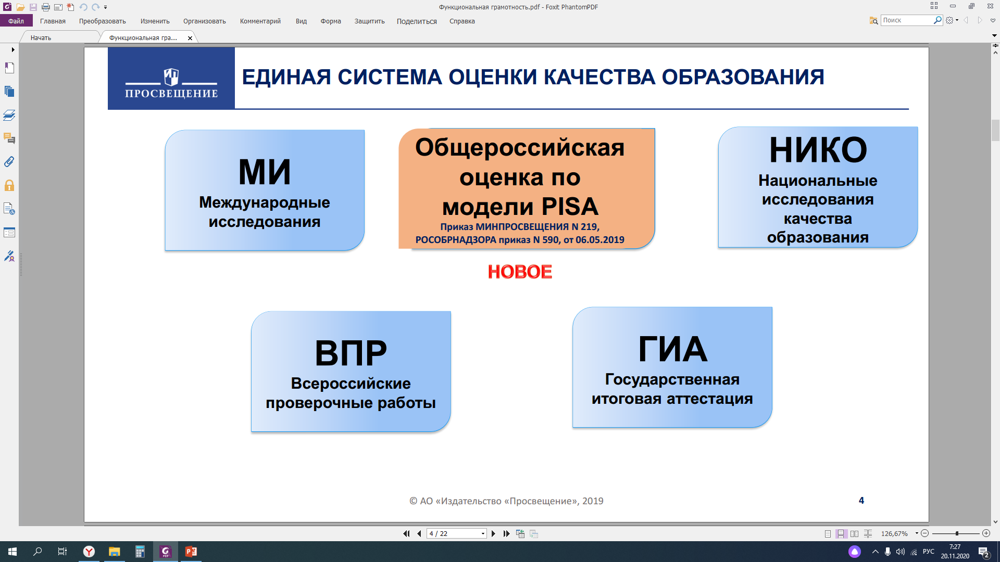 Функциональная грамотность.pdf - Foxit PhantomPDF
Файл Главная Преобразовать Изменить Организовать Комментарий Вид Форма Защитить Поделиться Справка
Поиск
Начать
Функциональная гра...
ИП
ПРОСВЕЩЕНИЕ
ЕДИНАЯ СИСТЕМА ОЦЕНКИ КАЧЕСТВА ОБРАЗОВАНИЯ
МИ
Международные
исследования
Общероссийская
оценка по
модели PISA
Приказ МИНПРОСВЕЩЕНИЯ N 219,
РОСОБРНАДЗОРА приказ N 590, от 06.05.2019
НОВОЕ
НИКО
Национальные
исследования
качества
образования
ВПР
Всероссийские
проверочные работы
ГИА
Государственная
итоговая аттестация
© АО «Издательство «Просвещение», 2019
4
4 / 22
126,67%
Y
PDF
P
РУС
7:27
20.11.2020
2